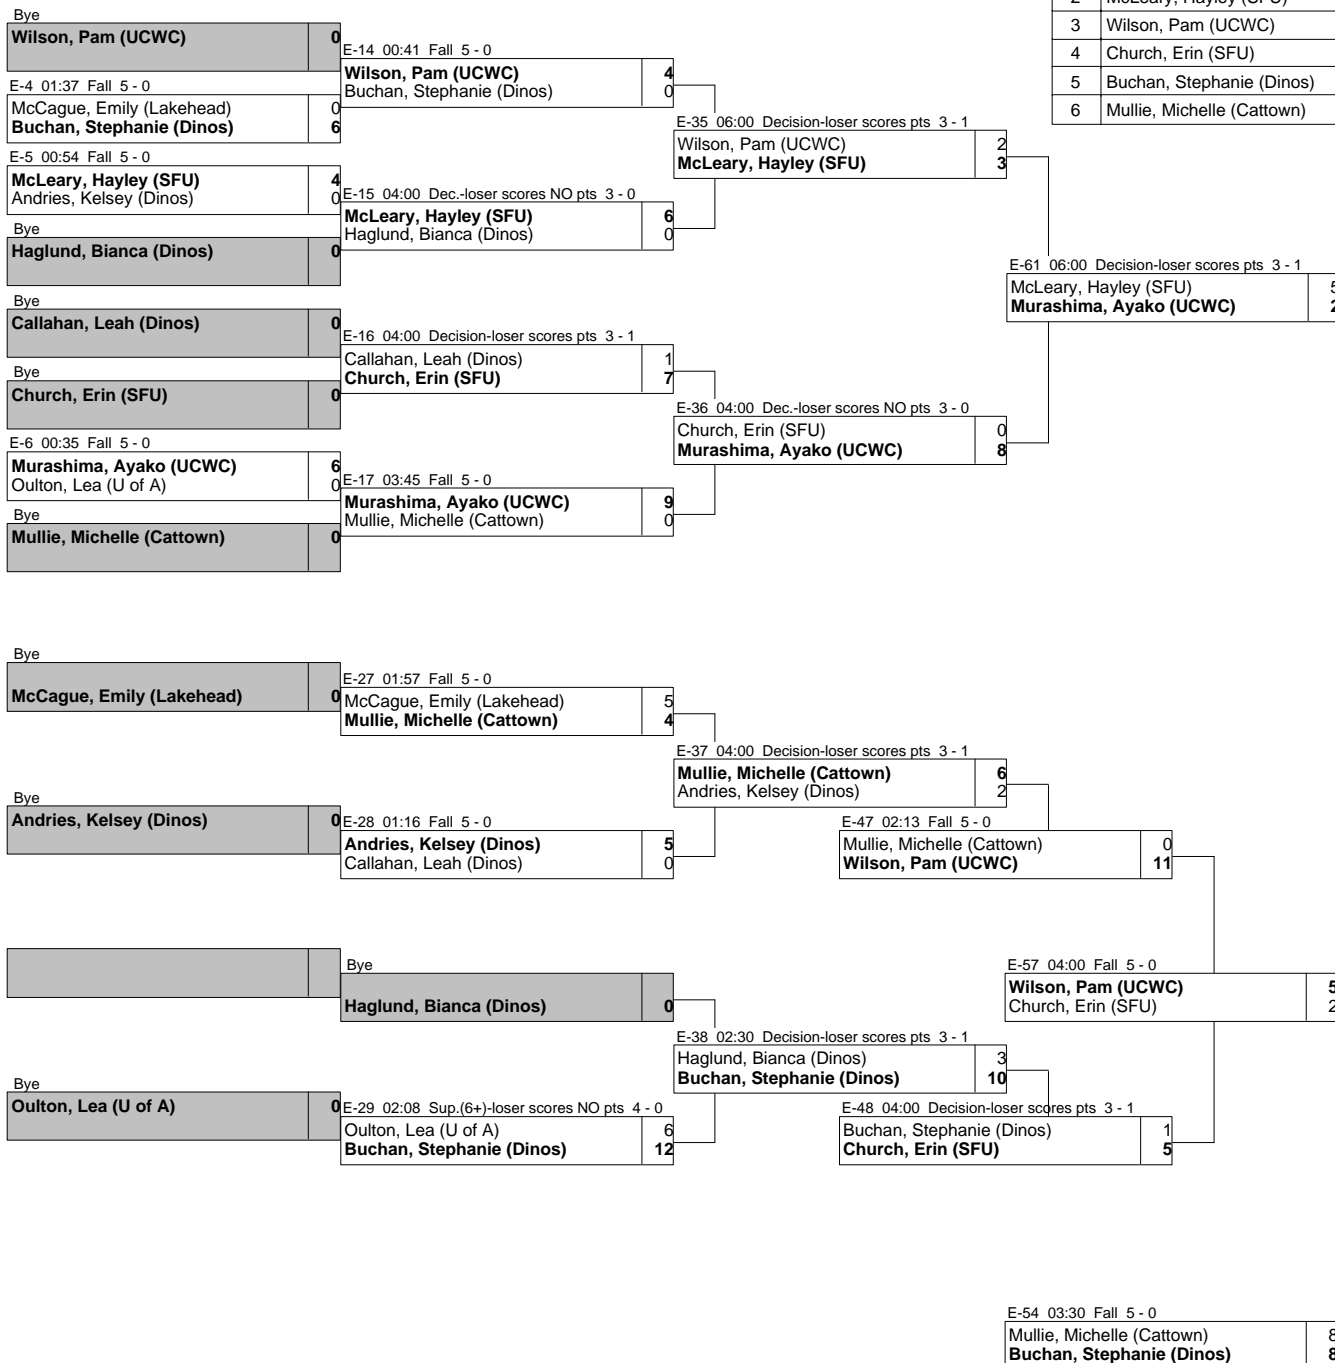 2 McLeary, Hayley (SFU)
3 Wilson, Pam (UCWC)
4 Church, Erin (SFU)
5 Buchan, Stephanie (Dinos)
6 Mullie, Michelle (Cattown)
Bye
Wilson, Pam (UCWC) 0
E-4 01:37 Fall 5 - 0
McCague, Emily (Lakehead) 0
Buchan, Stephanie (Dinos) 6
E-5 00:54 Fall 5 - 0
McLeary, Hayley (SFU) 4
Andries, Kelsey (Dinos) 0
Bye
Haglund, Bianca (Dinos) 0
Bye
Callahan, Leah (Dinos) 0
Bye
Church, Erin (SFU) 0
E-6 00:35 Fall 5 - 0
Murashima, Ayako (UCWC) 6
Oulton, Lea (U of A) 0
Bye
Mullie, Michelle (Cattown) 0
E-14 00:41 Fall 5 - 0
Wilson, Pam (UCWC) 4
Buchan, Stephanie (Dinos) 0
E-15 04:00 Dec.-loser scores NO pts 3 - 0
McLeary, Hayley (SFU) 6
Haglund, Bianca (Dinos) 0
E-16 04:00 Decision-loser scores pts 3 - 1
Callahan, Leah (Dinos) 1
Church, Erin (SFU) 7
E-17 03:45 Fall 5 - 0
Murashima, Ayako (UCWC) 9
Mullie, Michelle (Cattown) 0
E-35 06:00 Decision-loser scores pts 3 - 1
Wilson, Pam (UCWC) 2
McLeary, Hayley (SFU) 3
E-36 04:00 Dec.-loser scores NO pts 3 - 0
Church, Erin (SFU) 0
Murashima, Ayako (UCWC) 8
E-61 06:00 Decision-loser scores pts 3 - 1
McLeary, Hayley (SFU) 5
Murashima, Ayako (UCWC) 2
Bye
McCague, Emily (Lakehead) 0
Bye
Andries, Kelsey (Dinos) 0
Bye
Oulton, Lea (U of A) 0
E-27 01:57 Fall 5 - 0
McCague, Emily (Lakehead) 5
Mullie, Michelle (Cattown) 4
E-28 01:16 Fall 5 - 0
Andries, Kelsey (Dinos) 5
Callahan, Leah (Dinos) 0
Bye
Haglund, Bianca (Dinos) 0
E-29 02:08 Sup.(6+)-loser scores NO pts 4 - 0
Oulton, Lea (U of A) 6
Buchan, Stephanie (Dinos) 12
E-37 04:00 Decision-loser scores pts 3 - 1
Mullie, Michelle (Cattown) 6
Andries, Kelsey (Dinos) 2
E-38 02:30 Decision-loser scores pts 3 - 1
Haglund, Bianca (Dinos) 3
Buchan, Stephanie (Dinos) 10
E-47 02:13 Fall 5 - 0
Mullie, Michelle (Cattown) 0
Wilson, Pam (UCWC) 11
E-48 04:00 Decision-loser scores pts 3 - 1
Buchan, Stephanie (Dinos) 1
Church, Erin (SFU) 5
E-57 04:00 Fall 5 - 0
Wilson, Pam (UCWC) 5
Church, Erin (SFU) 2
E-54 03:30 Fall 5 - 0
Mullie, Michelle (Cattown) 8
Buchan, Stephanie (Dinos) 8